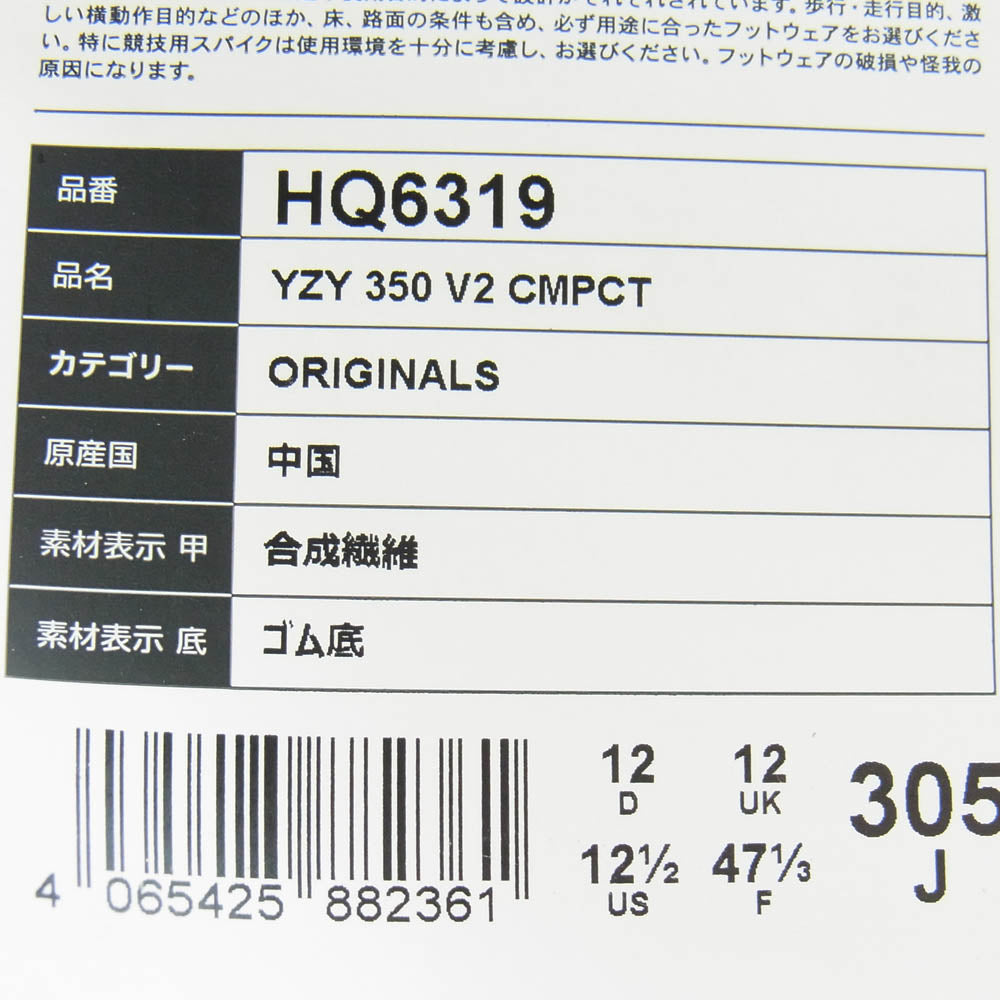 しい横動作目的などのほか、床、路面の条件も含め、必ず用途に合ったフットウェアをお選びくださ
い。特に競技用スパイクは使用環境を十分に考慮し、お選びください。フットウェアの破損や怪我の
原因になります。
品番 HQ6319
品名 YZY 350 V2 CMPCT
カテゴリー ORIGINALS
原産国 中国
素材表示 甲 合成繊維
素材表示 底 ゴム底
12 12 305
D UK J
12½ 47⅓
US F
4 065425 882361